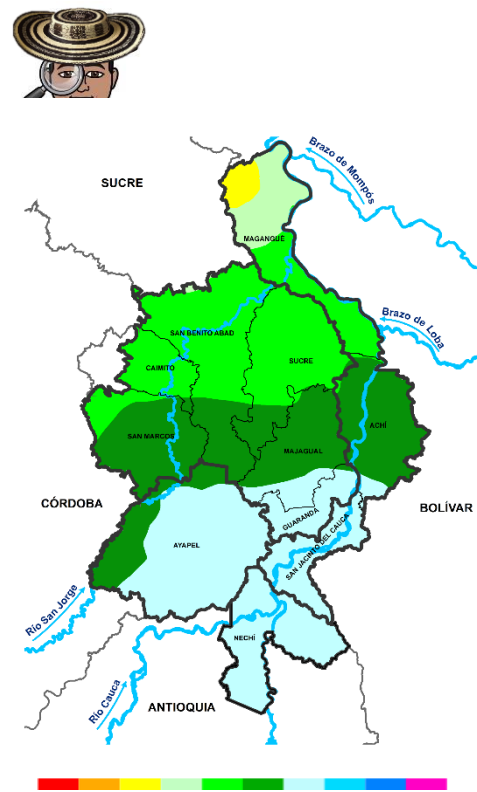 Brazo de Mompós
SUCRE
MAGANGUÉ
Brazo de Loba
SAN BENITO ABAD
SUCRE
CAIMITO
ACHÍ
SAN MARCOS
MAJAGUAL
CÓRDOBA
BOLÍVAR
GUARANDA
AYAPEL
SAN JACINTO DEL CAUCA
Río San Jorge
NECHÍ
Río Cauca
ANTIOQUIA